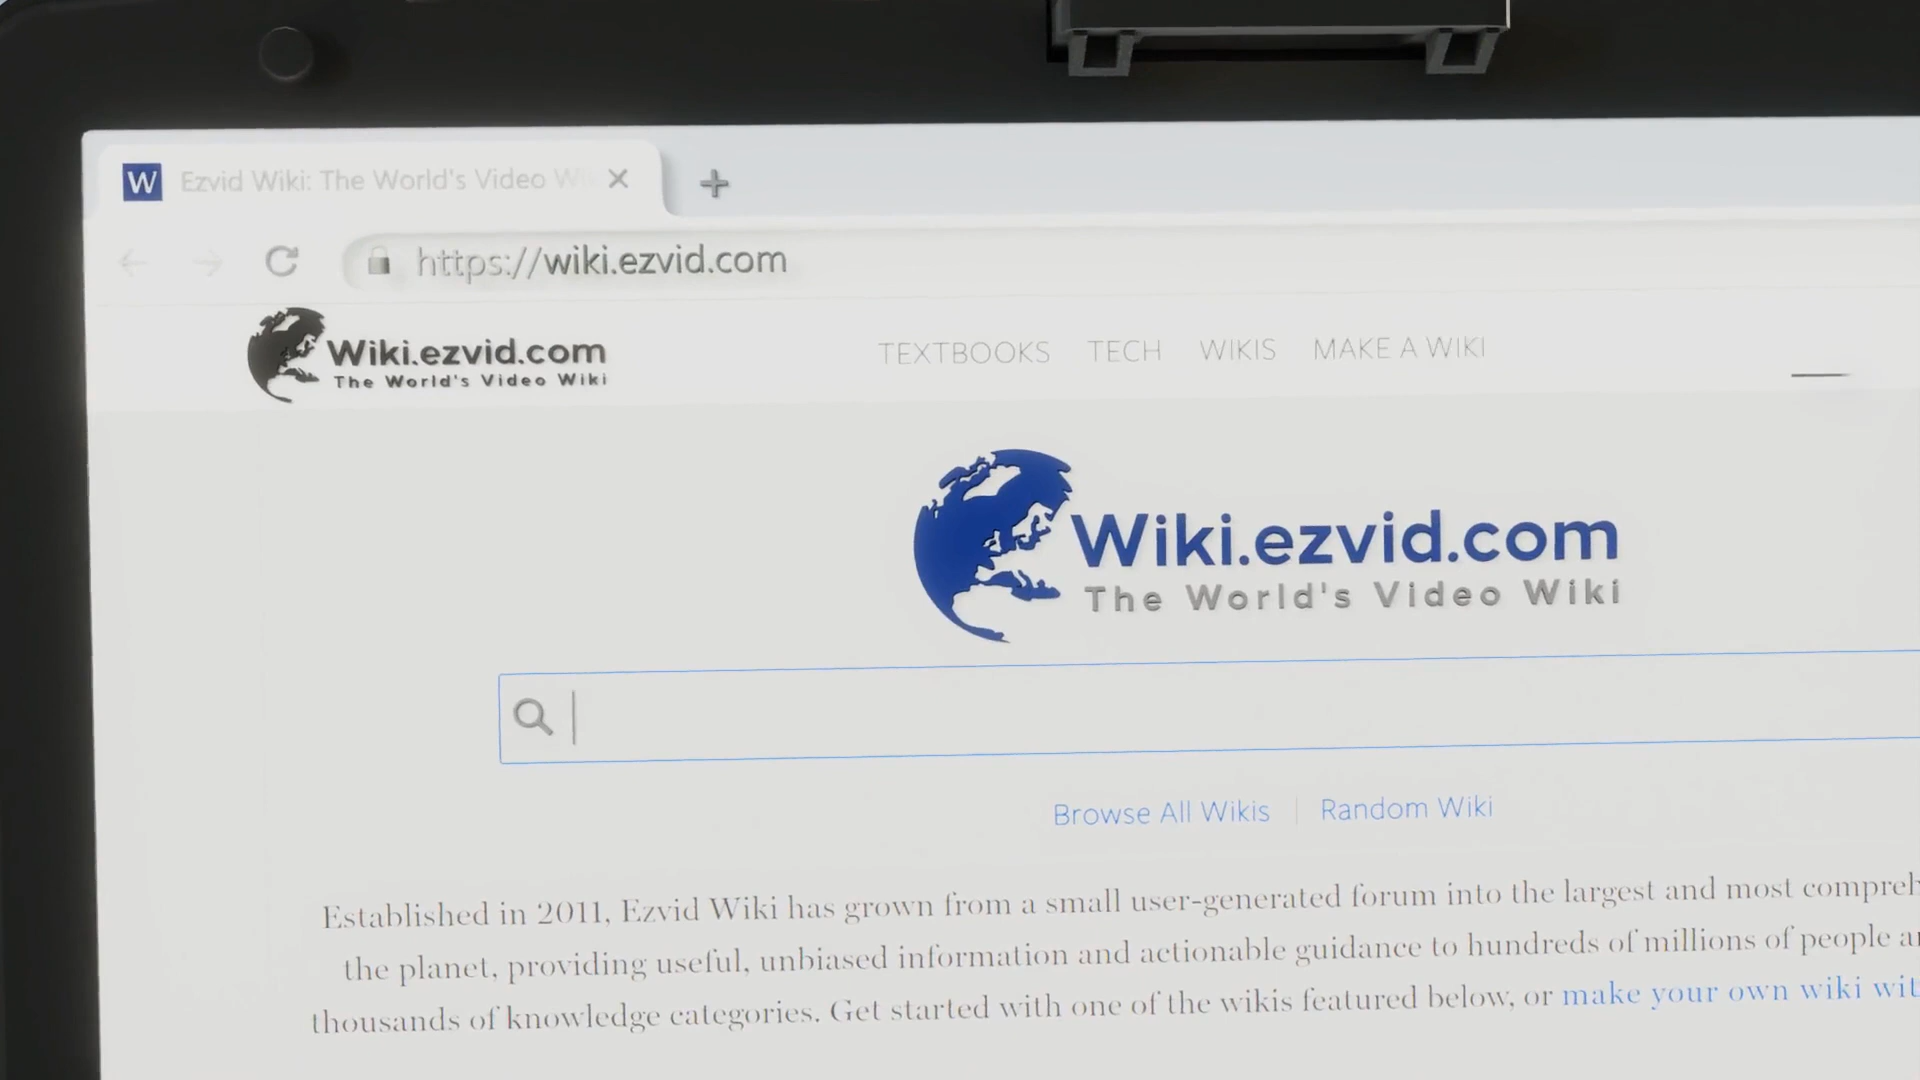 W Ezvid Wiki: The World's Video
https://wiki.ezvid.com
Wiki.ezvid.com
The World's Video Wiki
TEXTBOOKS TECH WIKIS MAKE A WIKI
Wiki.ezvid.com
The World's Video Wiki
Browse All Wikis | Random Wiki
Established in 2011, Ezvid Wiki has grown from a small user-generated forum into the largest and most
the planet, providing useful, unbiased information and actionable guidance to hundreds of millions of people
thousands of knowledge categories. Get started with one of the wikis featured below, or make your own wiki